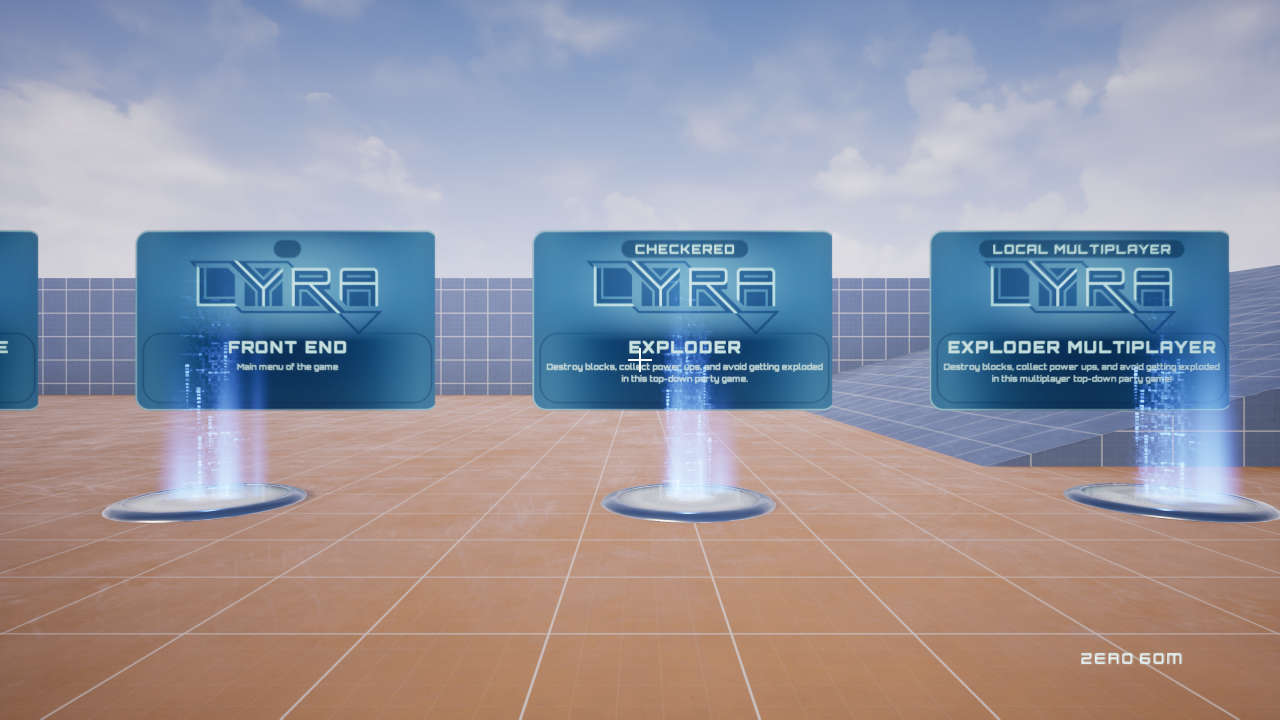 E
LYRA
FRONT END
Main menu of the game
CHECKERED
LYRA
EXPLODER
Destroy blocks, collect power ups, and avoid getting exploded
in this top-down party game.
LOCAL MULTIPLAYER
LYRA
EXPLODER MULTIPLAYER
Destroy blocks, collect power ups, and avoid getting exploded
in this multiplayer top-down party game!
ZERO 60M